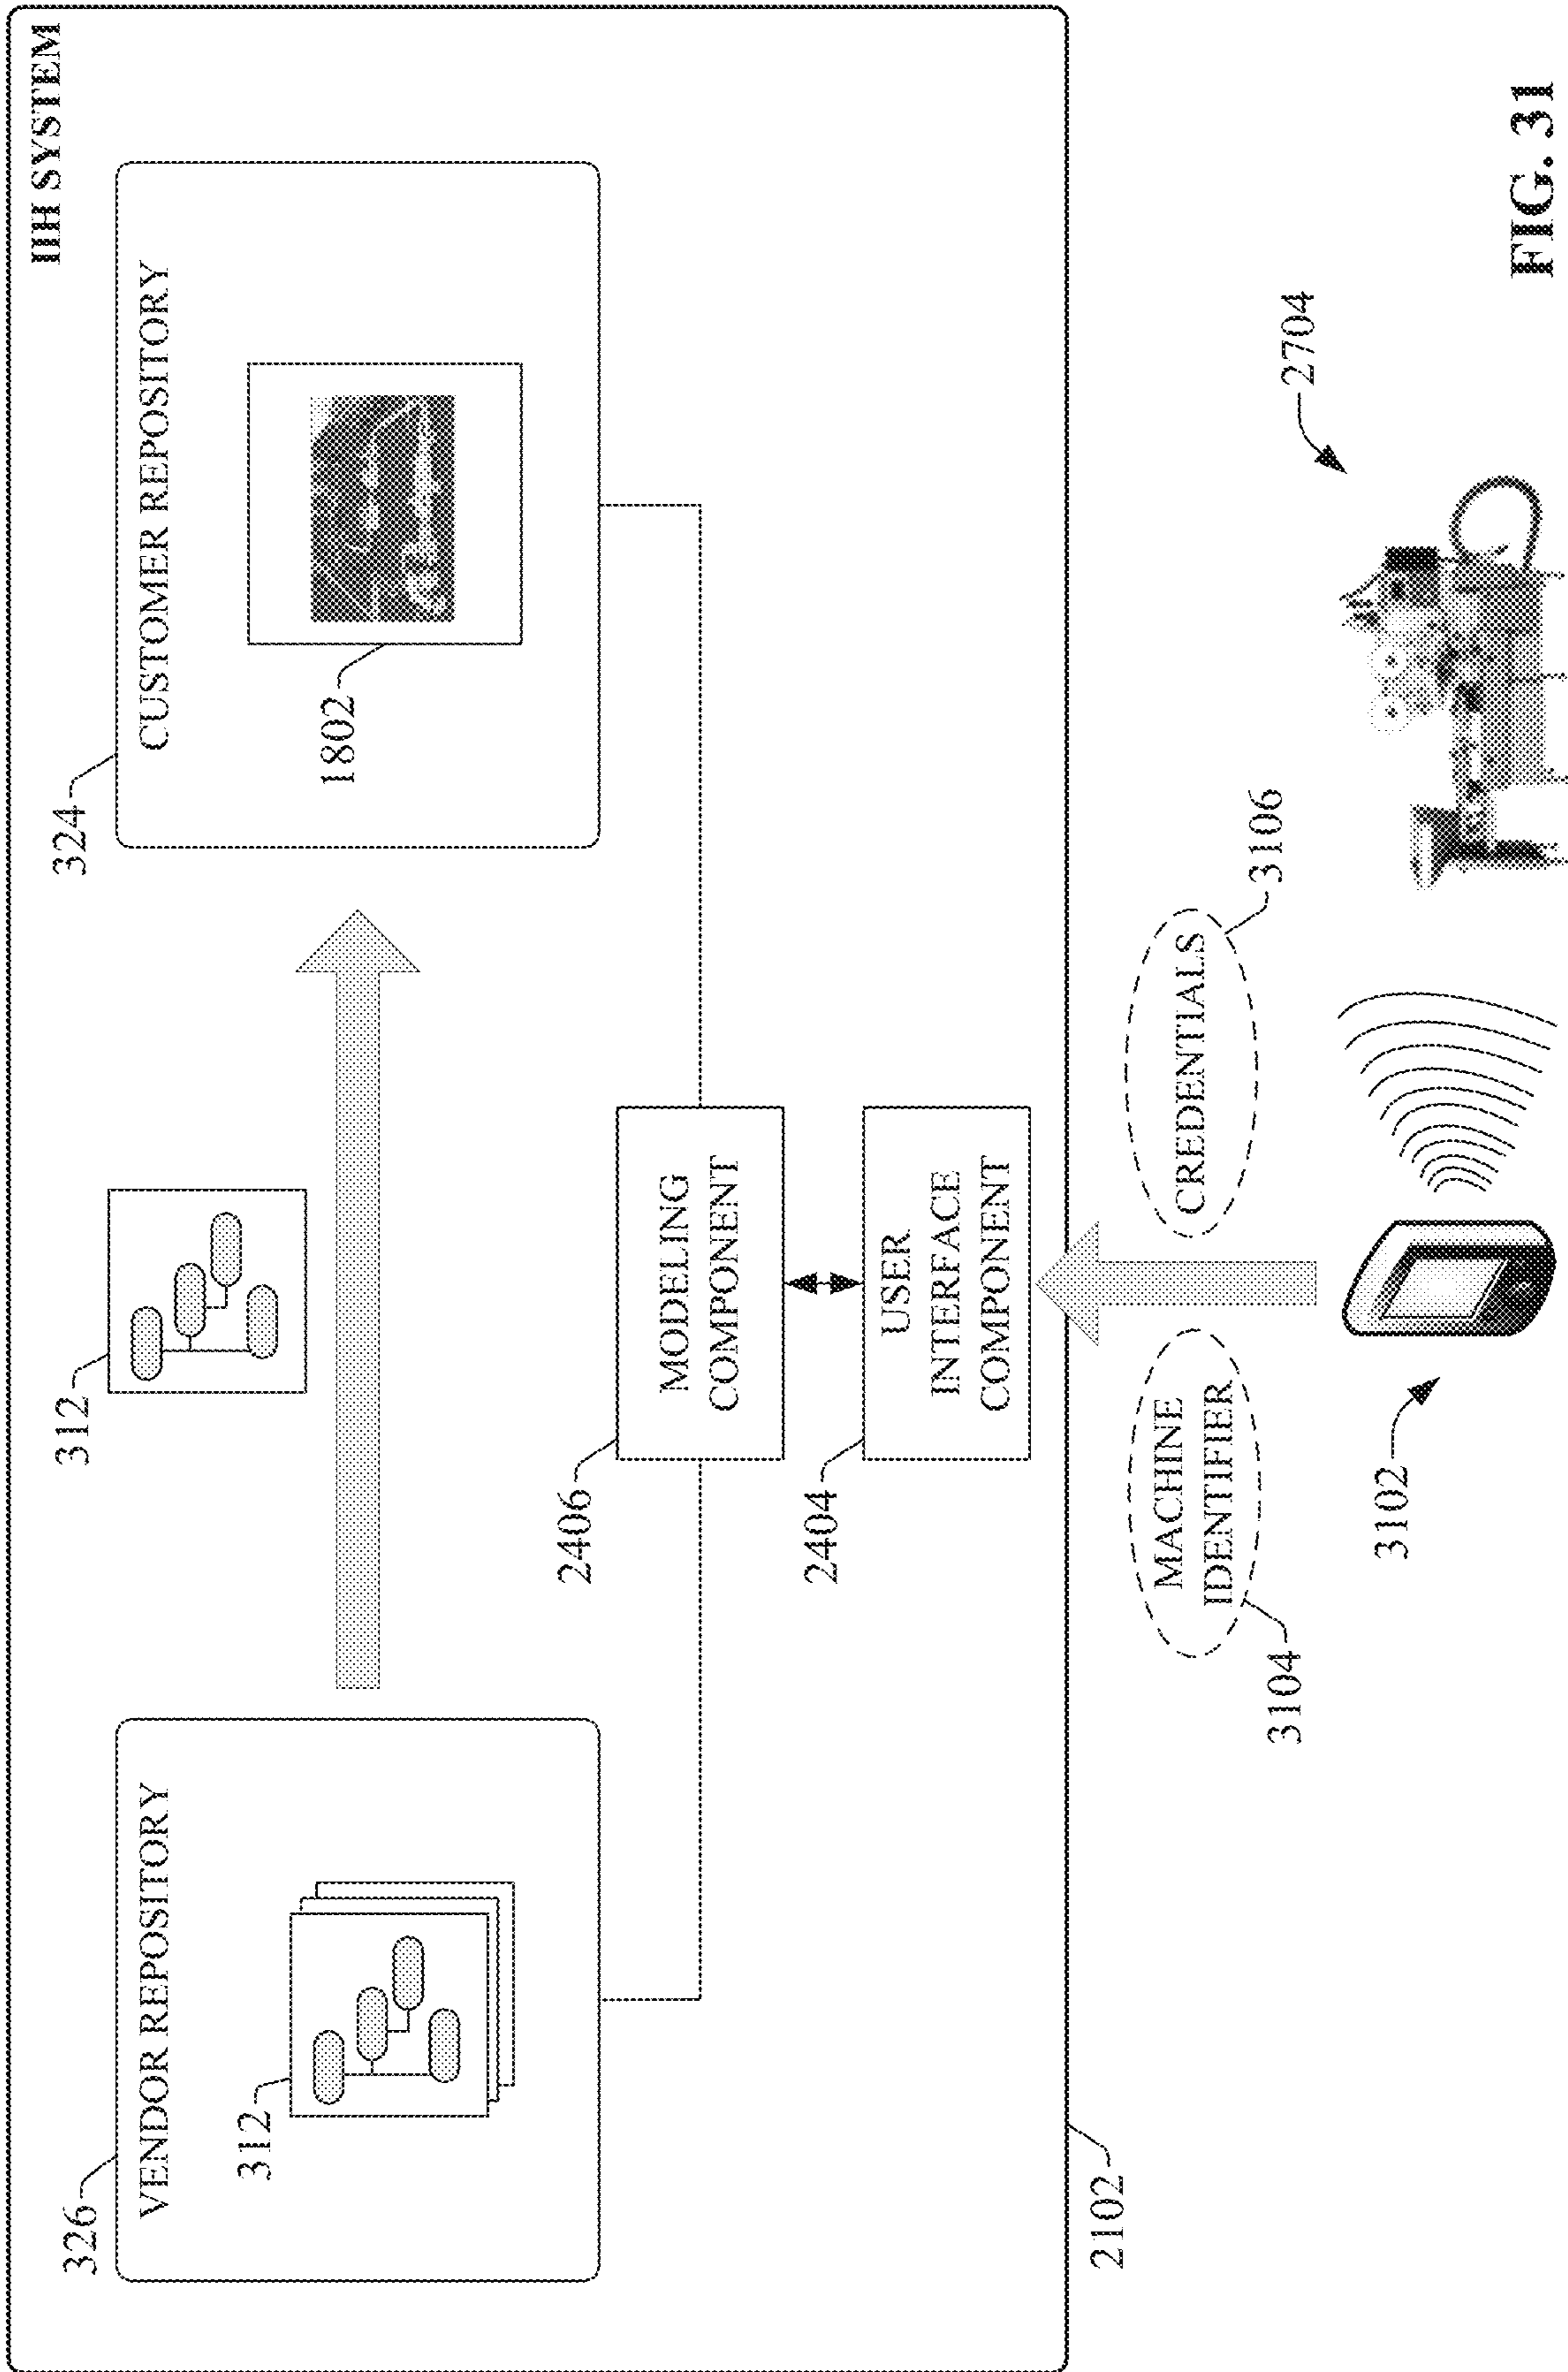 IIH SYSTEM
326
VENDOR REPOSITORY
312
312
324
CUSTOMER REPOSITORY
1802
2406
MODELING
COMPONENT
2404
USER
INTERFACE
COMPONENT
2102
MACHINE
IDENTIFIER
3104
CREDENTIALS
3106
3102
2704
FIG. 31